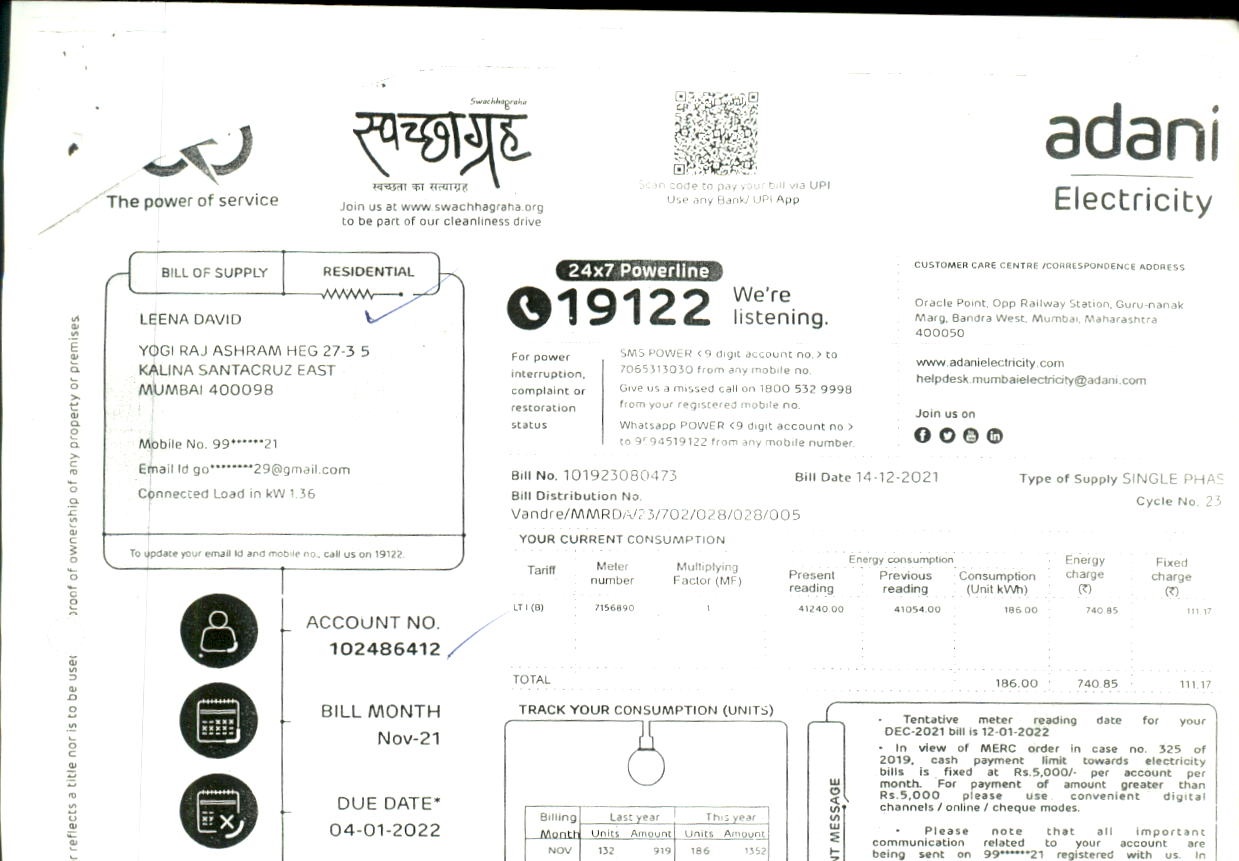 Swachhagraha
स्वच्छाग्रह
स्वच्छता का सत्याग्रह
Join us at www.swachhagraha.org
to be part of our cleanliness drive
The power of service
Scan code to pay your bill via UPI
Use any Bank/ UPI App
adani
Electricity
BILL OF SUPPLY
RESIDENTIAL
LEENA DAVID
YOGI RAJ ASHRAM HEG 27-3 5
KALINA SANTACRUZ EAST
MUMBAI 400098
Mobile No. 99******21
Email Id go********29@gmail.com
Connected Load in kW 1.36
To update your email Id and mobile no., call us on 19122.
24x7 Powerline
19122 We're
listening.
For power
interruption,
complaint or
restoration
status
SMS POWER <9 digit account no.> to
7065313030 from any mobile no.
Give us a missed call on 1800 532 9998
from your registered mobile no.
Whatsapp POWER <9 digit account no >
to 9594519122 from any mobile number.
CUSTOMER CARE CENTRE /CORRESPONDENCE ADDRESS
Oracle Point, Opp Railway Station, Guru-nanak
Marg, Bandra West, Mumbai, Maharashtra
400050
www.adanielectricity.com
helpdesk.mumbaielectricity@adani.com
Join us on
Bill No. 101923080473 Bill Date 14-12-2021 Type of Supply SINGLE PHAS
Bill Distribution No. Cycle No. 23
Vandre/MMRDA/23/702/028/028/005
YOUR CURRENT CONSUMPTION
Tariff Meter number Multiplying Factor (MF) Energy consumption Energy charge (₹) Fixed charge (₹)
Present reading Previous reading Consumption (Unit kWh)
LT I (B) 7156890 1 41240.00 41054.00 186.00 740.85 111.17
TOTAL 186.00 740.85 111.17
ACCOUNT NO.
102486412
BILL MONTH
Nov-21
DUE DATE*
04-01-2022
TRACK YOUR CONSUMPTION (UNITS)
Billing Month Last year This year
Units Amount Units Amount
NOV 132 919 186 1352
NT MESSAGE
· Tentative meter reading date for your
DEC-2021 bill is 12-01-2022
· In view of MERC order in case no. 325 of
2019, cash payment limit towards electricity
bills is fixed at Rs.5,000/- per account per
month. For payment of amount greater than
Rs.5,000 please use convenient digital
channels / online / cheque modes.
· Please note that all important
communication related to your account are
being sent on 99******21 registered with us. In
r reflects a title nor is to be used
proof of ownership of any property or premises.